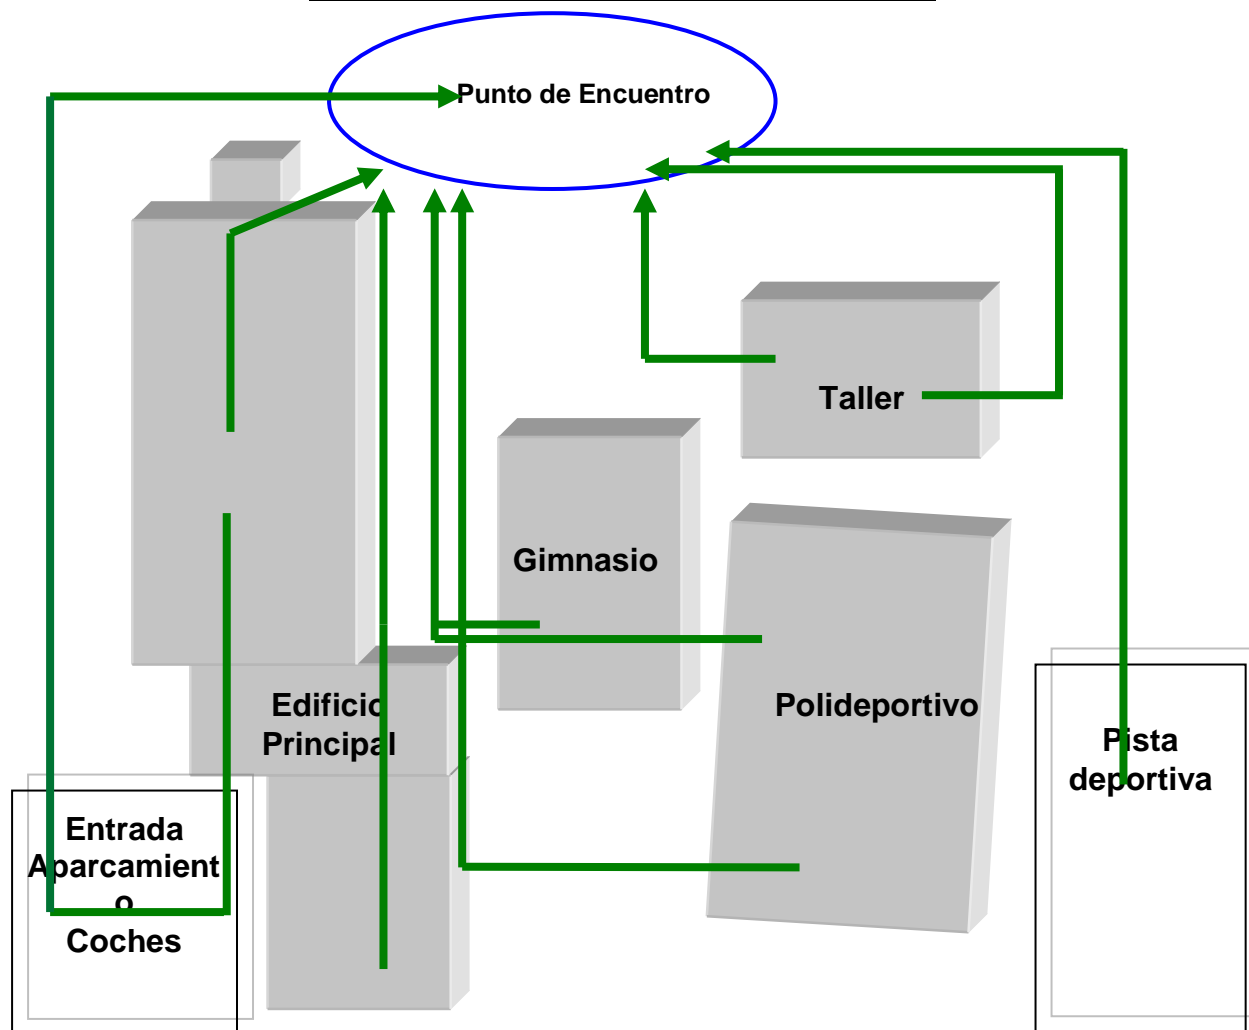 Punto de Encuentro
Taller
Gimnasio
Edificio
Principal
Polideportivo
Pista
deportiva
Entrada
Aparcamient
o
Coches